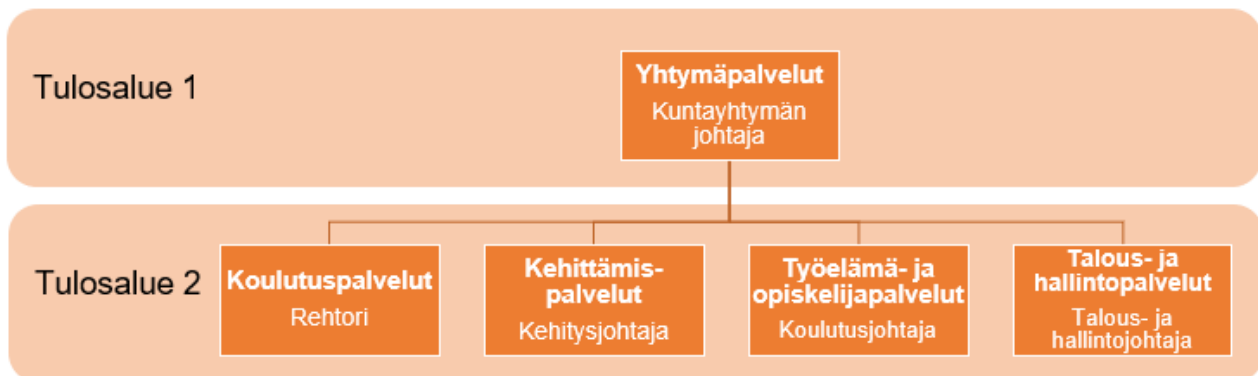 Tulosalue 1
Yhtymäpalvelut
Kuntayhtymän
johtaja
Tulosalue 2
Koulutuspalvelut
Rehtori
Kehittämis-
palvelut
Kehitysjohtaja
Työelämä- ja
opiskelijapalvelut
Koulutusjohtaja
Talous- ja
hallintopalvelut
Talous- ja
hallintojohtaja